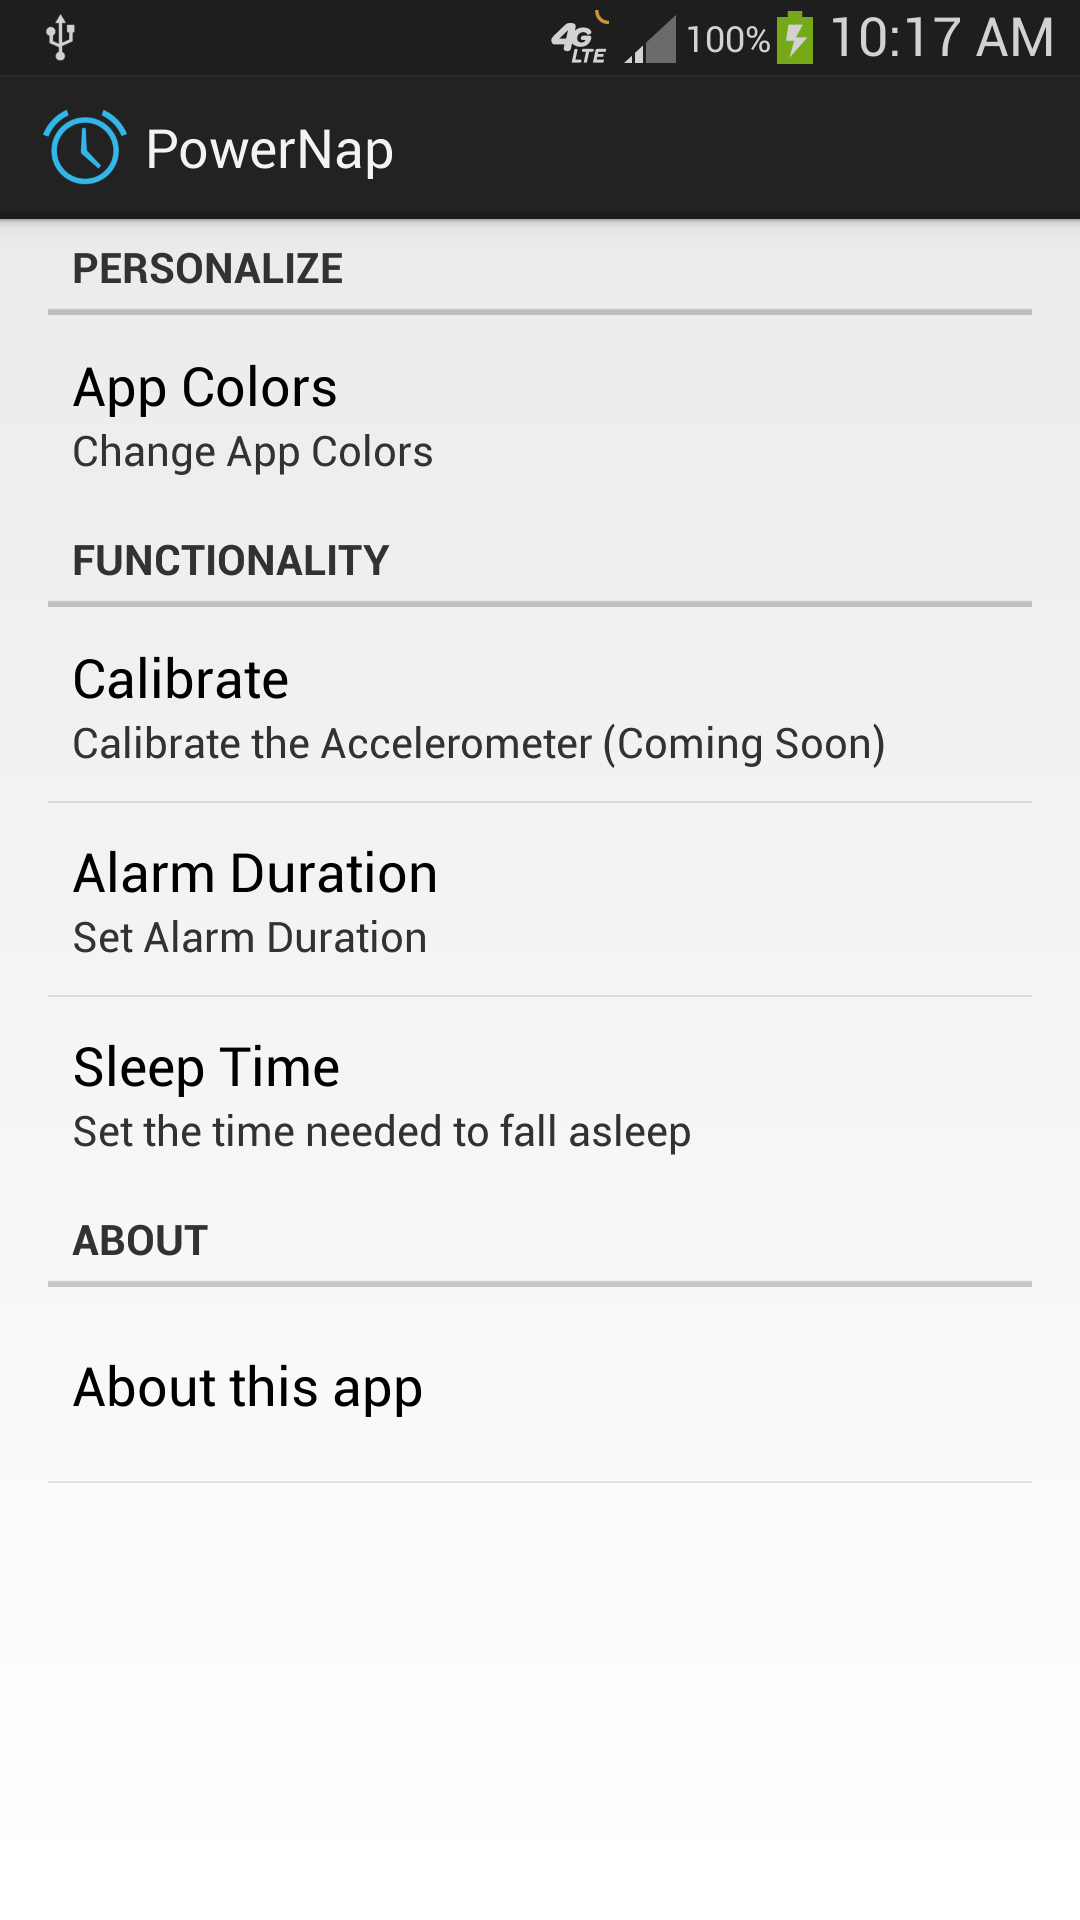 4G LTE 100% 10:17 AM
PowerNap
PERSONALIZE
App Colors
Change App Colors
FUNCTIONALITY
Calibrate
Calibrate the Accelerometer (Coming Soon)
Alarm Duration
Set Alarm Duration
Sleep Time
Set the time needed to fall asleep
ABOUT
About this app